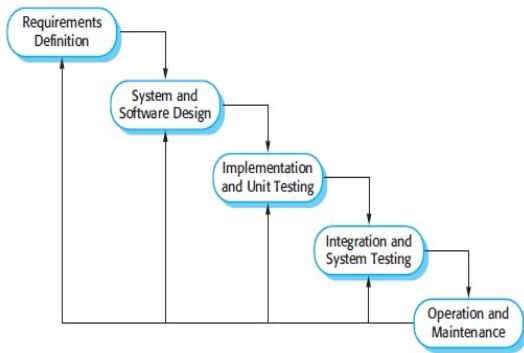 Requirements
Definition
System and
Software Design
Implementation
and Unit Testing
Integration and
System Testing
Operation and
Maintenance